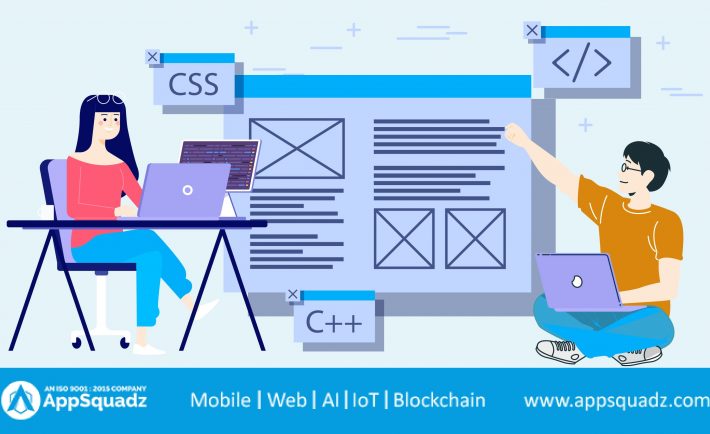 CSS
</>
C++
AN ISO 9001 : 2015 COMPANY
AppSquadz
Mobile | Web | AI | IoT | Blockchain
www.appsquadz.com